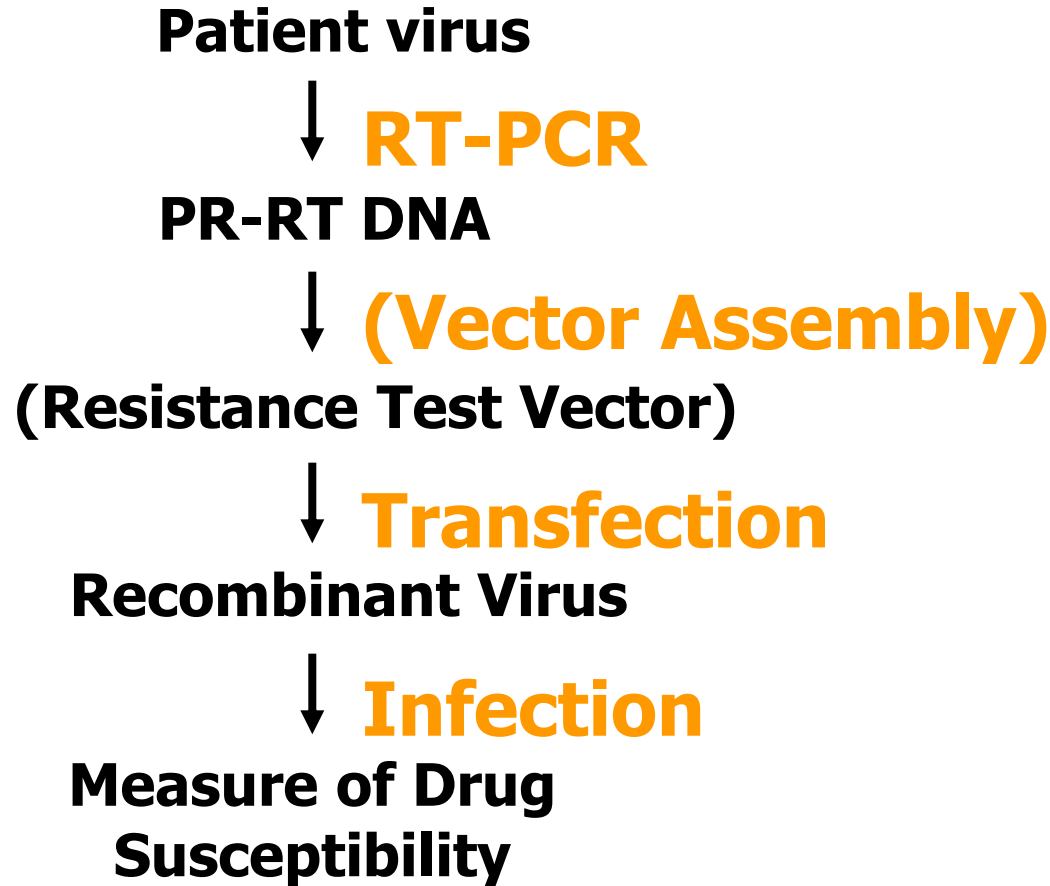 Patient virus
RT-PCR
PR-RT DNA
(Vector Assembly)
(Resistance Test Vector)
Transfection
Recombinant Virus
Infection
Measure of Drug
Susceptibility